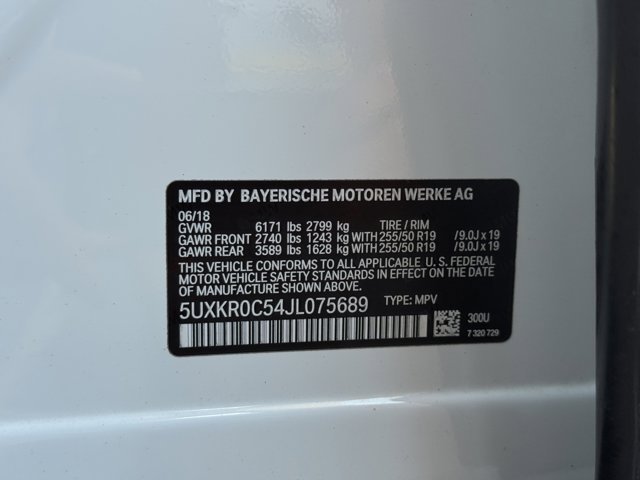 MFD BY BAYERISCHE MOTOREN WERKE AG
06/18
GVWR 6171 lbs 2799 kg TIRE / RIM
GAWR FRONT 2740 lbs 1243 kg WITH 255/50 R19 /9.0J x 19
GAWR REAR 3589 lbs 1628 kg WITH 255/50 R19 /9.0J x 19
THIS VEHICLE CONFORMS TO ALL APPLICABLE U. S. FEDERAL
MOTOR VEHICLE SAFETY STANDARDS IN EFFECT ON THE DATE
OF MANUFACTURE SHOWN ABOVE.
5UXKR0C54JL075689 TYPE: MPV
300U
7 320 729